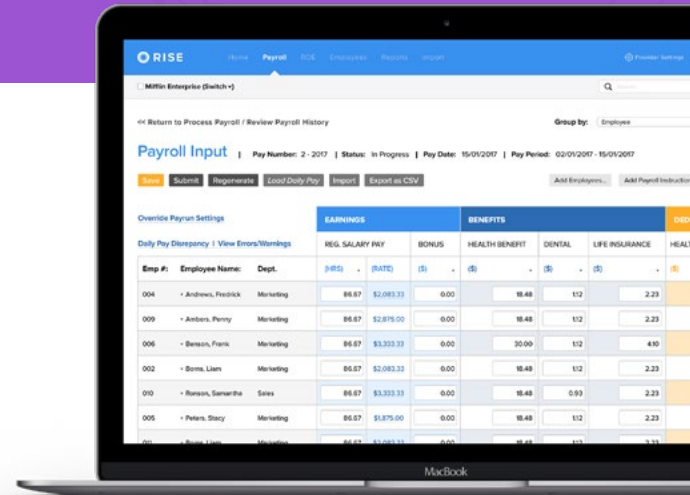 RISE Home Payroll ROE Employees Reports Import Provider Settings
Mifflin Enterprise (Switch ▾)
<< Return to Process Payroll / Review Payroll History Group by: Employee
Payroll Input | Pay Number: 2 - 2017 | Status: In Progress | Pay Date: 15/01/2017 | Pay Period: 02/01/2017 - 15/01/2017
Save Submit Regenerate Load Daily Pay Import Export as CSV Add Employees... Add Payroll Instruction
Override Payrun Settings EARNINGS BENEFITS DED
Daily Pay Discrepancy | View Errors/Warnings REG. SALARY PAY BONUS HEALTH BENEFIT DENTAL LIFE INSURANCE HEALT
Emp #: Employee Name: Dept. (HRS) (RATE) ($) ($) ($) ($) ($)
004 Andrews, Fredrick Marketing 86.67 $2,083.33 0.00 18.48 1.12 2.23
009 Ambers, Penny Marketing 86.67 $2,875.00 0.00 18.48 1.12 2.23
006 Benson, Frank Marketing 86.67 $3,333.33 0.00 30.00 1.12 4.10
002 Borns, Liam Marketing 86.67 $2,083.33 0.00 18.48 1.12 2.23
010 Ronson, Samantha Sales 86.67 $3,333.33 0.00 18.48 0.93 2.23
005 Peters, Stacy Marketing 86.67 $1,875.00 0.00 18.48 1.12 2.23
MacBook